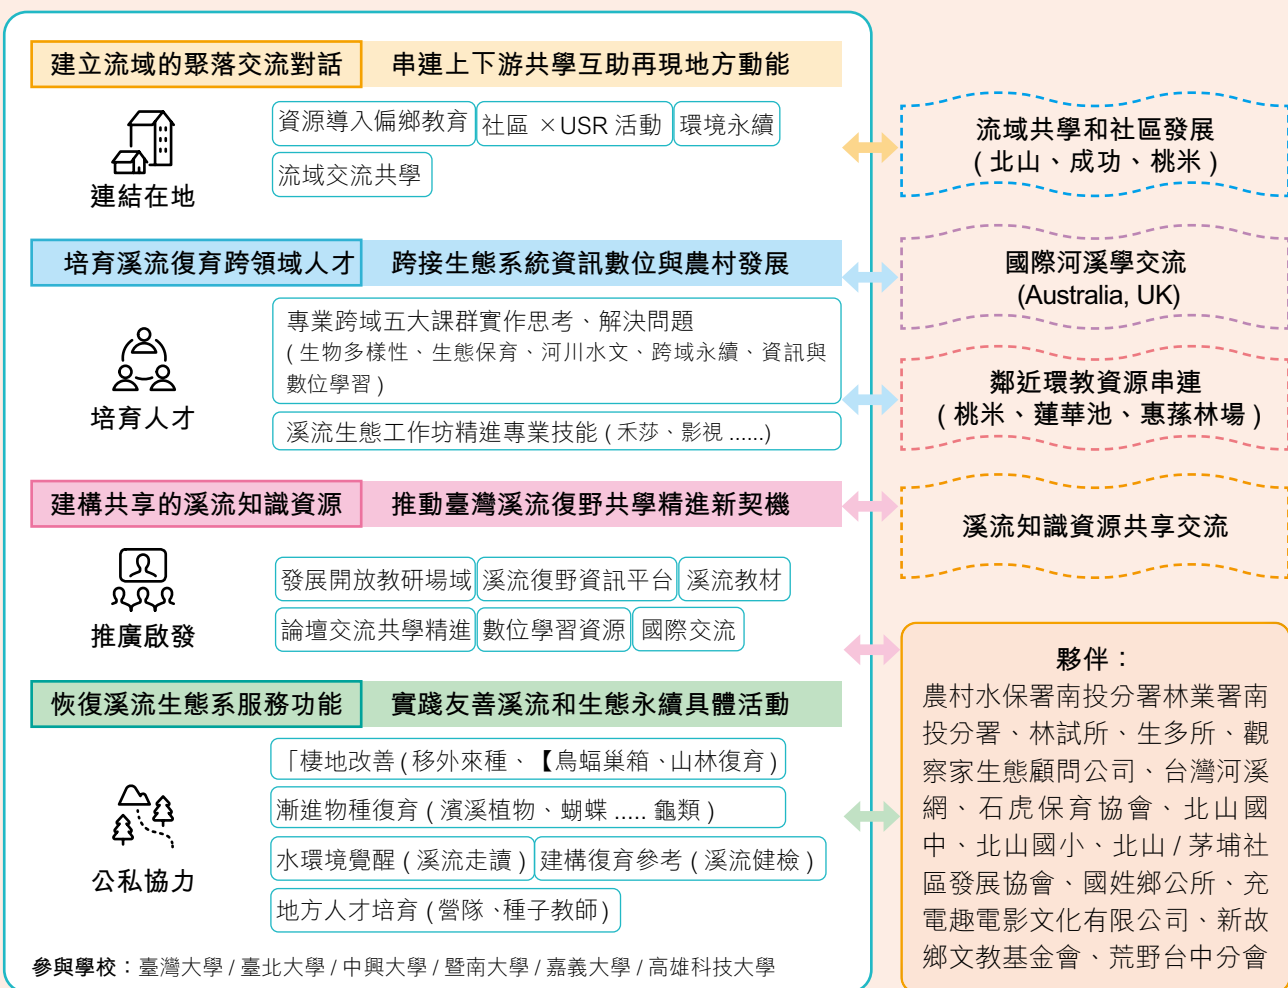 建立流域的聚落交流對話
串連上下游共學互助再現地方動能
連結在地
資源導入偏鄉教育
社區 ×USR 活動
環境永續
流域交流共學
流域共學和社區發展
( 北山、成功、桃米 )
培育溪流復育跨領域人才
跨接生態系統資訊數位與農村發展
培育人才
專業跨域五大課群實作思考、解決問題
( 生物多樣性、生態保育、河川水文、跨域永續、資訊與
數位學習 )
溪流生態工作坊精進專業技能 ( 禾莎、影視 ......)
國際河溪學交流
(Australia, UK)
鄰近環教資源串連
( 桃米、蓮華池、惠蓀林場 )
建構共享的溪流知識資源
推動臺灣溪流復野共學精進新契機
推廣啟發
發展開放教研場域
溪流復野資訊平台
溪流教材
論壇交流共學精進
數位學習資源
國際交流
溪流知識資源共享交流
恢復溪流生態系服務功能
實踐友善溪流和生態永續具體活動
公私協力
「棲地改善 ( 移外來種、【鳥蝠巢箱、山林復育 )
漸進物種復育 ( 濱溪植物、蝴蝶 ..... 龜類 )
水環境覺醒 ( 溪流走讀 )
建構復育參考 ( 溪流健檢 )
地方人才培育 ( 營隊、種子教師 )
參與學校：臺灣大學 / 臺北大學 / 中興大學 / 暨南大學 / 嘉義大學 / 高雄科技大學
夥伴：
農村水保署南投分署林業署南
投分署、林試所、生多所、觀
察家生態顧問公司、台灣河溪
網、石虎保育協會、北山國
中、北山國小、北山 / 茅埔社
區發展協會、國姓鄉公所、充
電趣電影文化有限公司、新故
鄉文教基金會、荒野台中分會